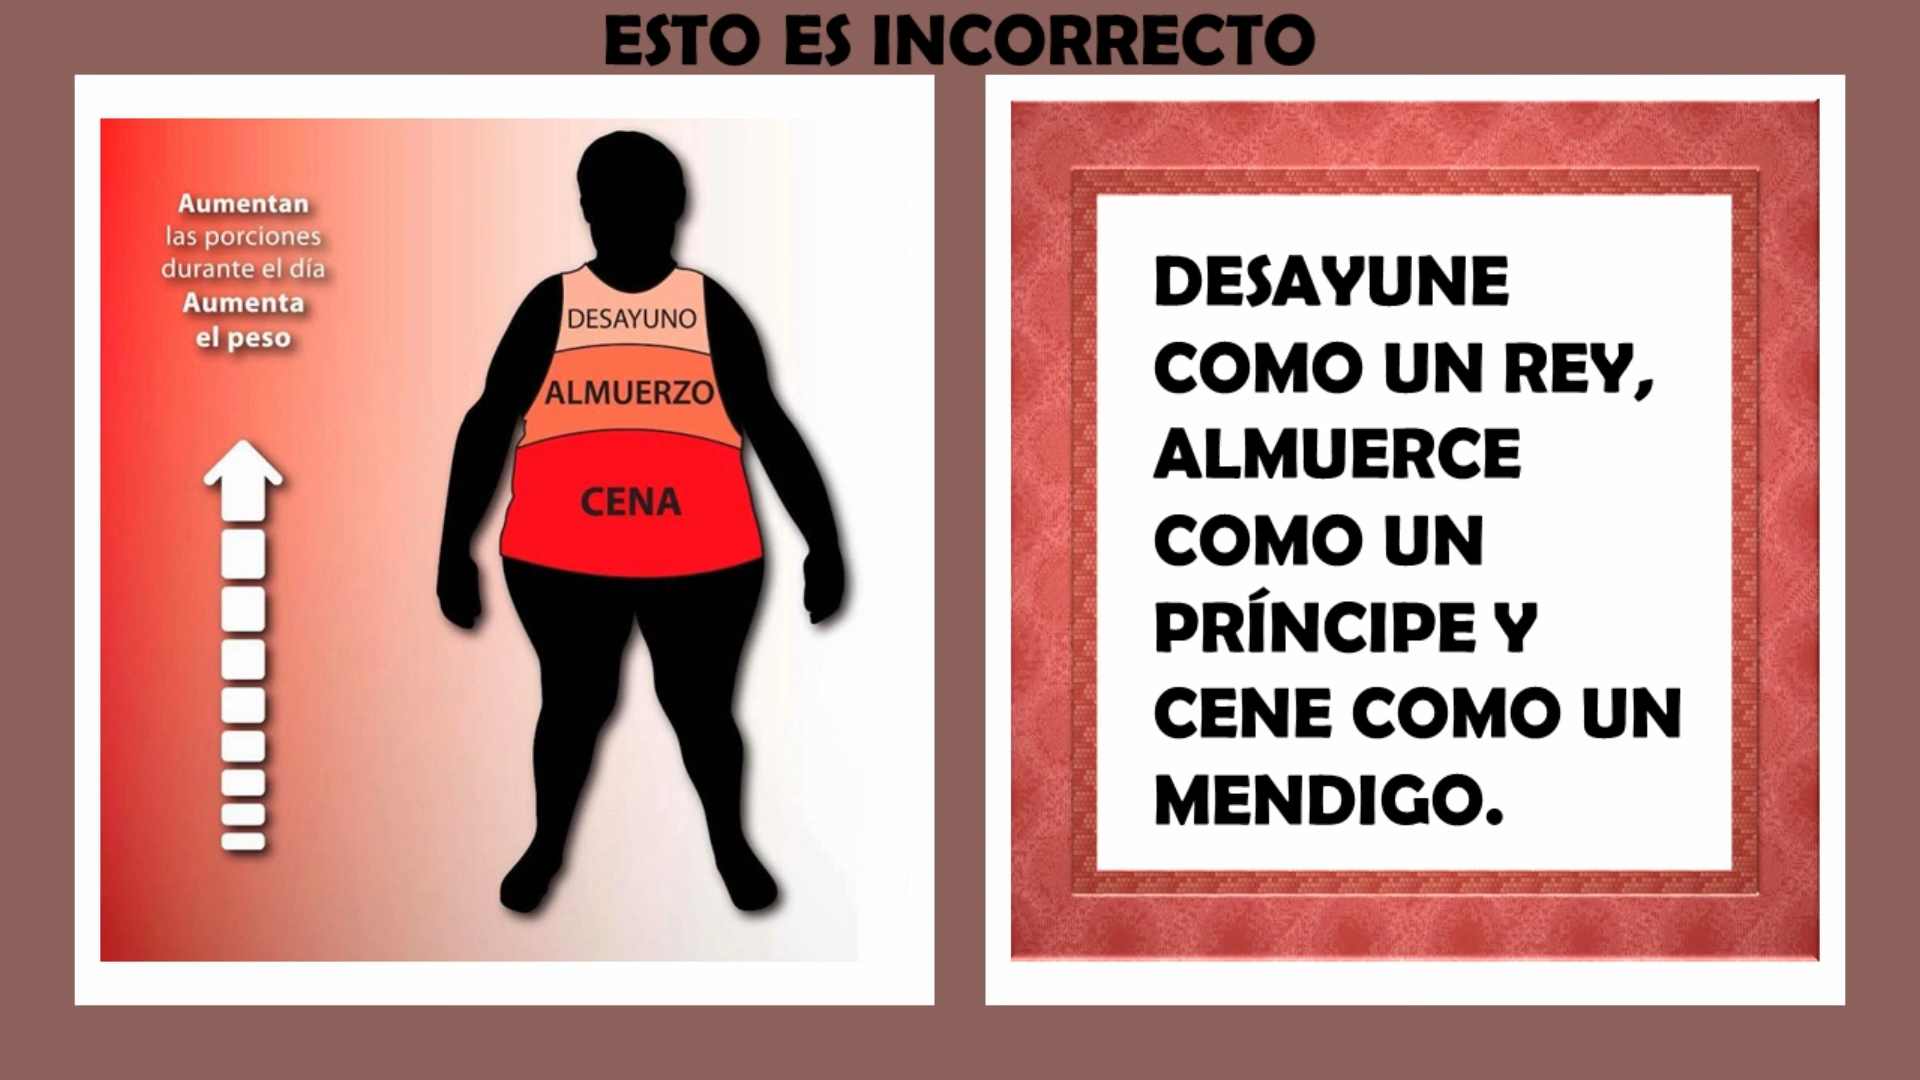 ESTO ES INCORRECTO
Aumentan
las porciones
durante el día
Aumenta
el peso
DESAYUNO
ALMUERZO
CENA
DESAYUNE
COMO UN REY,
ALMUERCE
COMO UN
PRÍNCIPE Y
CENE COMO UN
MENDIGO.